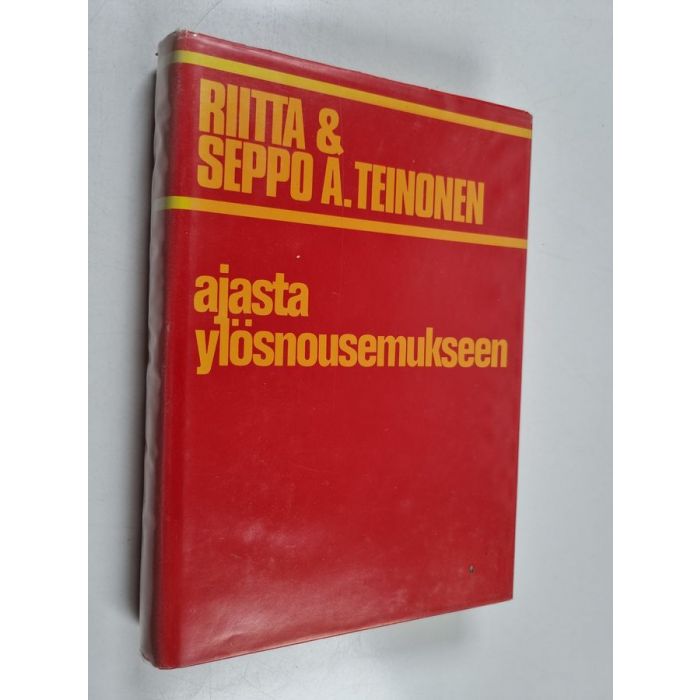 RIITTA &
SEPPO A. TEINONEN
ajasta
ylösnousemukseen